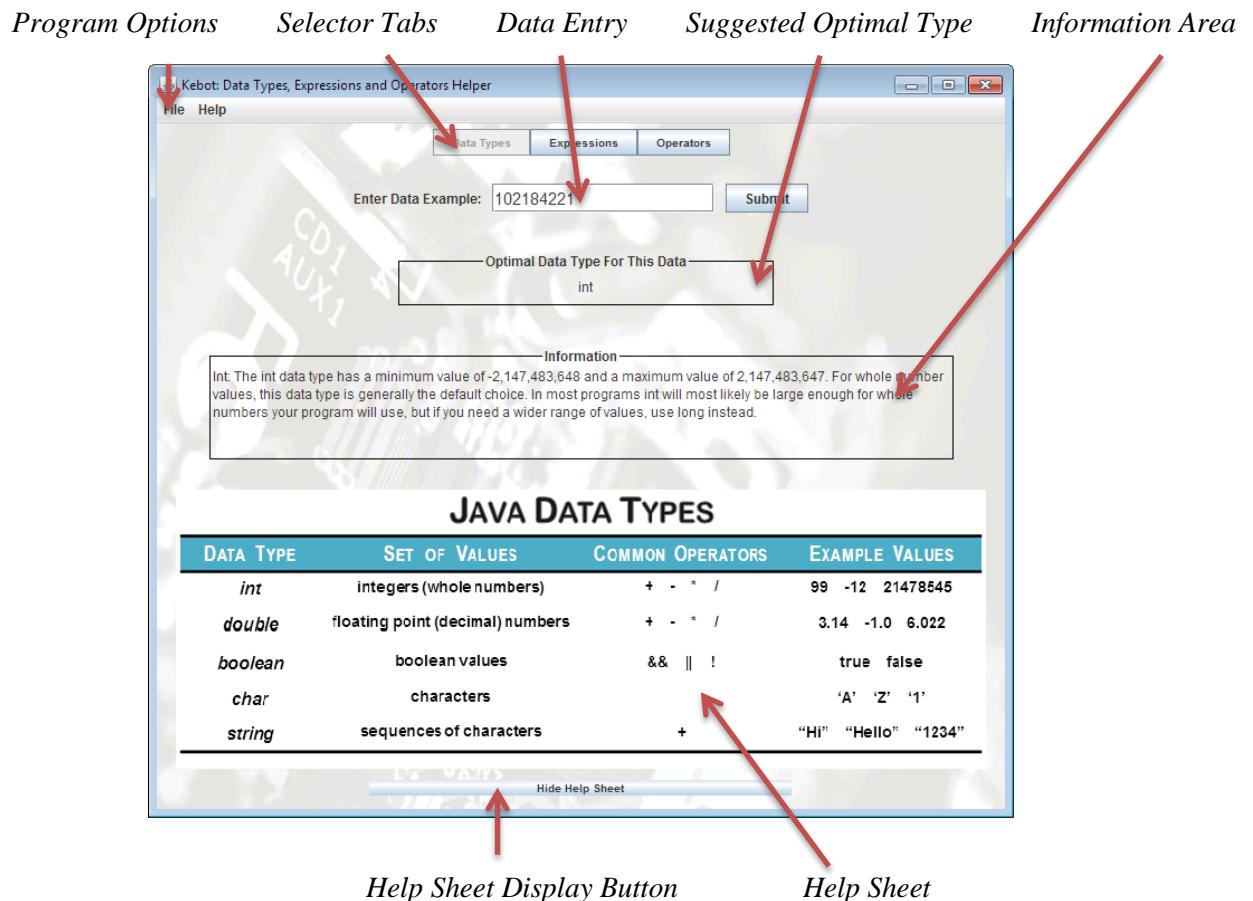 Program Options Selector Tabs Data Entry Suggested Optimal Type Information Area
Kebot: Data Types, Expressions and Operators Helper
File Help
Data Types Expressions Operators
Enter Data Example: 102184221 Submit
Optimal Data Type For This Data
int
Information
Int: The int data type has a minimum value of -2,147,483,648 and a maximum value of 2,147,483,647. For whole number
values, this data type is generally the default choice. In most programs int will most likely be large enough for whole
numbers your program will use, but if you need a wider range of values, use long instead.
JAVA DATA TYPES
DATA TYPE SET OF VALUES COMMON OPERATORS EXAMPLE VALUES
int integers (whole numbers) + - * / 99 -12 21478545
double floating point (decimal) numbers + - * / 3.14 -1.0 6.022
boolean boolean values && || ! true false
char characters ‘A’ ‘Z’ ‘1’
string sequences of characters + “Hi” “Hello” “1234”
Hide Help Sheet
Help Sheet Display Button Help Sheet